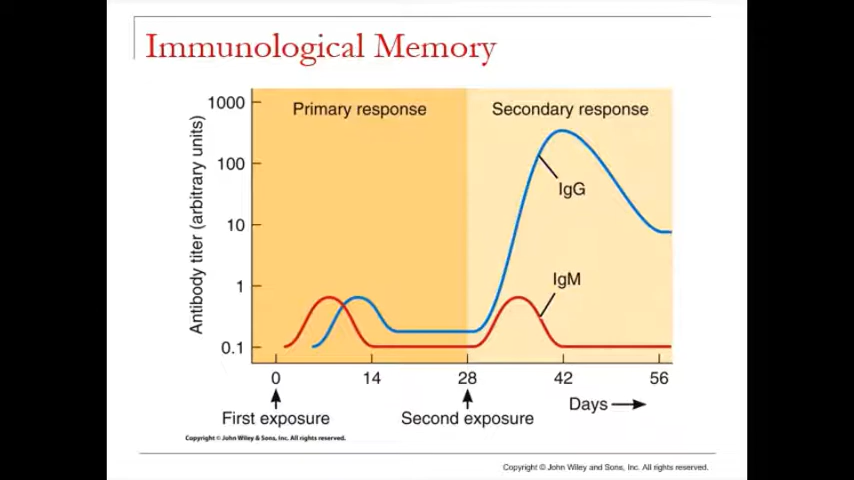 Immunological Memory
1000
Primary response
Secondary response
100
IgG
10
IgM
1
0.1
Antibody titer (arbitrary units)
0
14
28
42
56
Days
First exposure
Second exposure
Copyright © John Wiley & Sons, Inc. All rights reserved.
Copyright © John Wiley and Sons, Inc. All rights reserved.